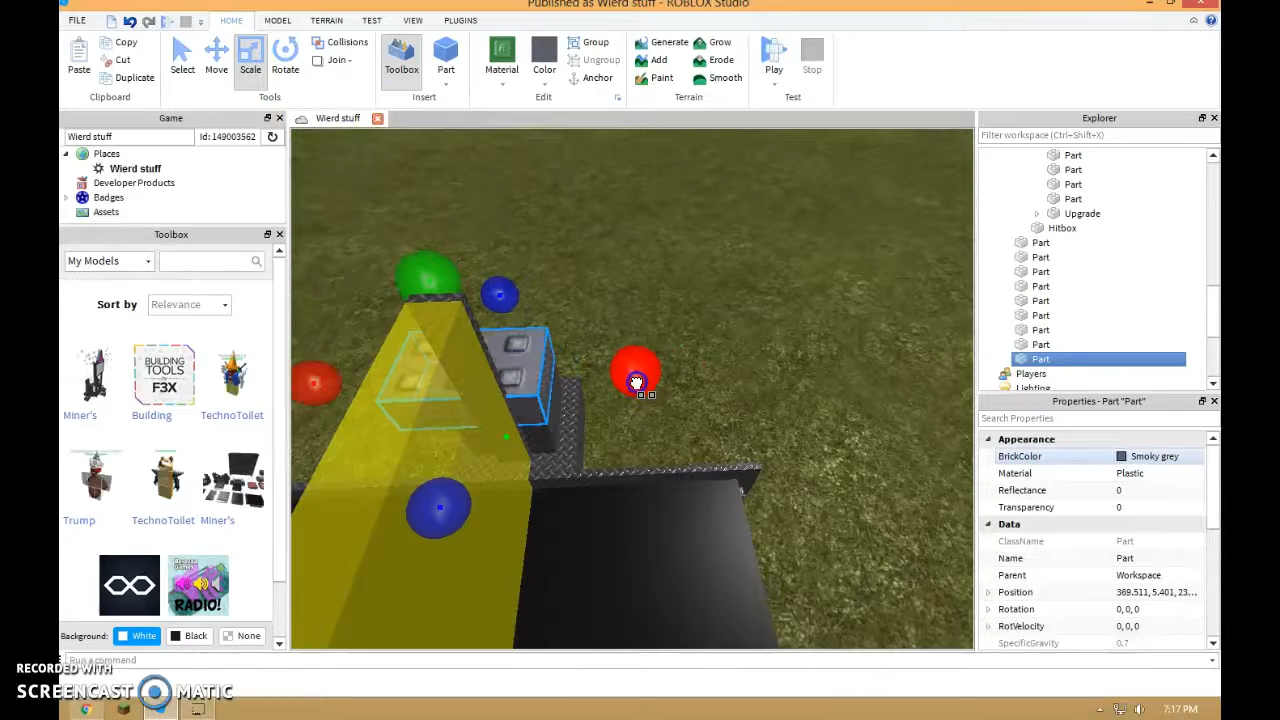 Published as Wierd stuff - ROBLOX Studio
FILE HOME MODEL TERRAIN TEST VIEW PLUGINS
Paste Copy Cut Duplicate Select Move Scale Rotate Collisions Join Toolbox Part Material Color Group Ungroup Anchor Generate Add Paint Grow Erode Smooth Play Stop
Clipboard Tools Insert Edit Terrain Test
Game
Wierd stuff Id: 149003562
Places
Wierd stuff
Developer Products
Badges
Assets
Toolbox
My Models
Sort by Relevance
BUILDING TOOLS by F3X
Miner's Building TechnoToilet
Trump TechnoToilet Miner's
RADIO!
Background: White Black None
Run a command
Wierd stuff
Explorer
Filter workspace (Ctrl+Shift+X)
Part
Part
Part
Part
Upgrade
Hitbox
Part
Part
Part
Part
Part
Part
Part
Part
Part
Players
Lighting
Properties - Part "Part"
Search Properties
Appearance
BrickColor Smoky grey
Material Plastic
Reflectance 0
Transparency 0
Data
ClassName Part
Name Part
Parent Workspace
Position 369.511, 5.401, 23...
Rotation 0, 0, 0
RotVelocity 0, 0, 0
SpecificGravity 0.7
RECORDED WITH
SCREENCAST MATIC
7:17 PM